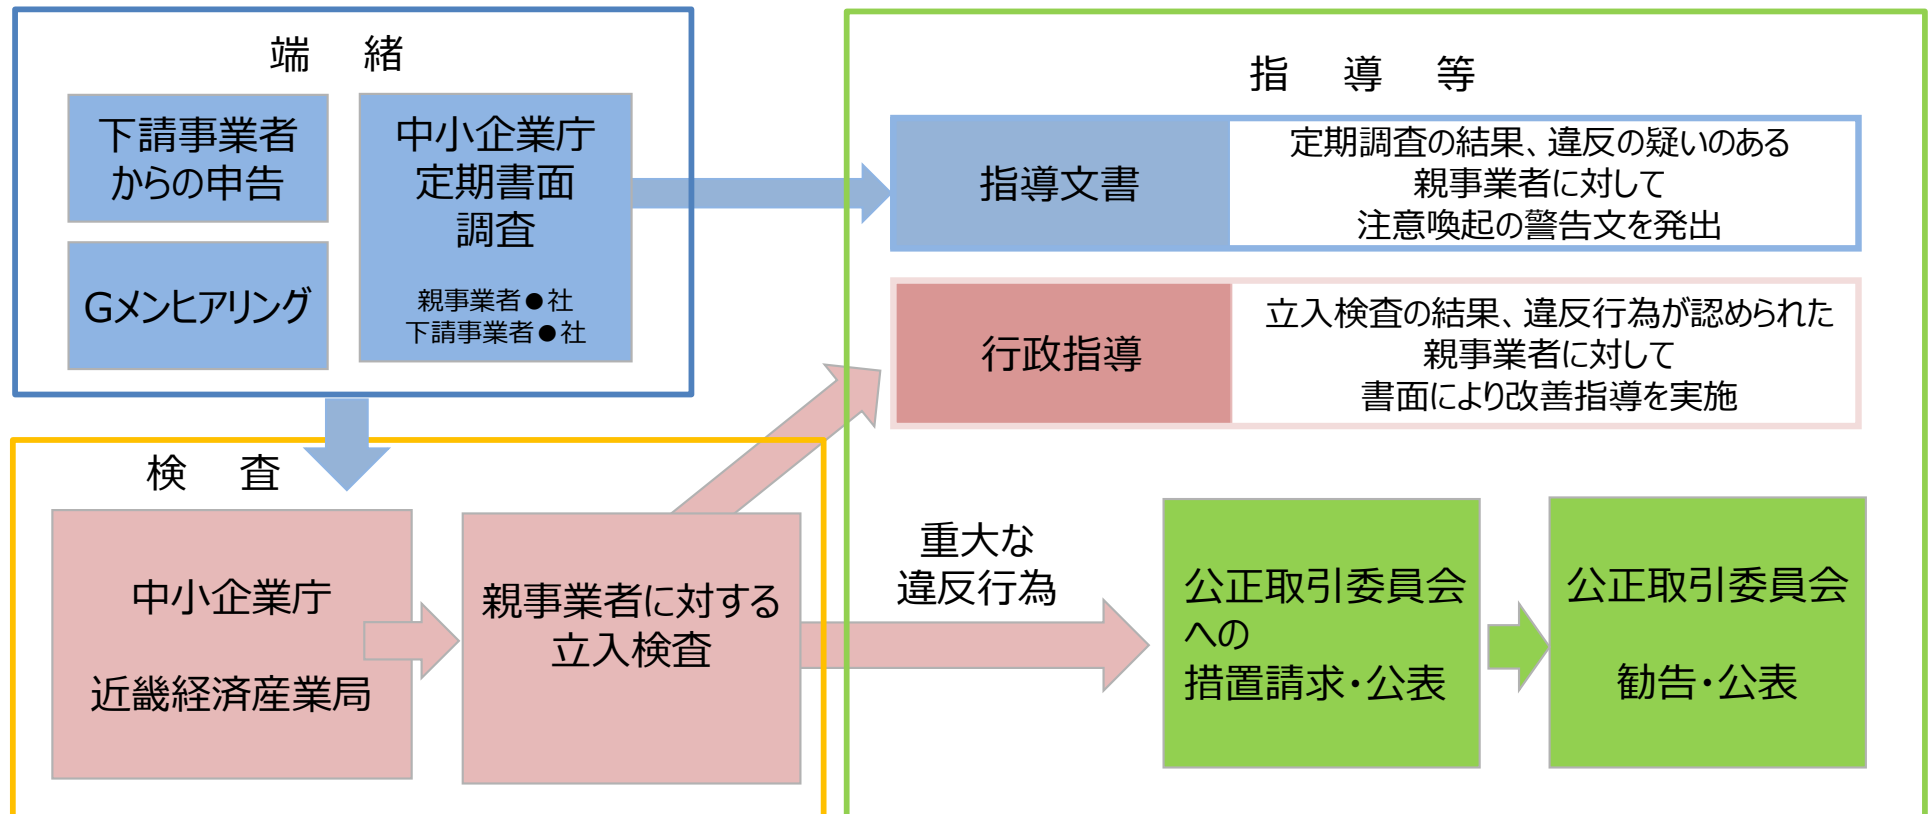 端　緒
下請事業者
からの申告
Gメンヒアリング
中小企業庁
定期書面
調査
親事業者●社
下請事業者●社
検　査
中小企業庁
近畿経済産業局
親事業者に対する
立入検査
指　導　等
指導文書
定期調査の結果、違反の疑いのある
親事業者に対して
注意喚起の警告文を発出
行政指導
立入検査の結果、違反行為が認められた
親事業者に対して
書面により改善指導を実施
重大な
違反行為
公正取引委員会
への
措置請求・公表
公正取引委員会
勧告・公表